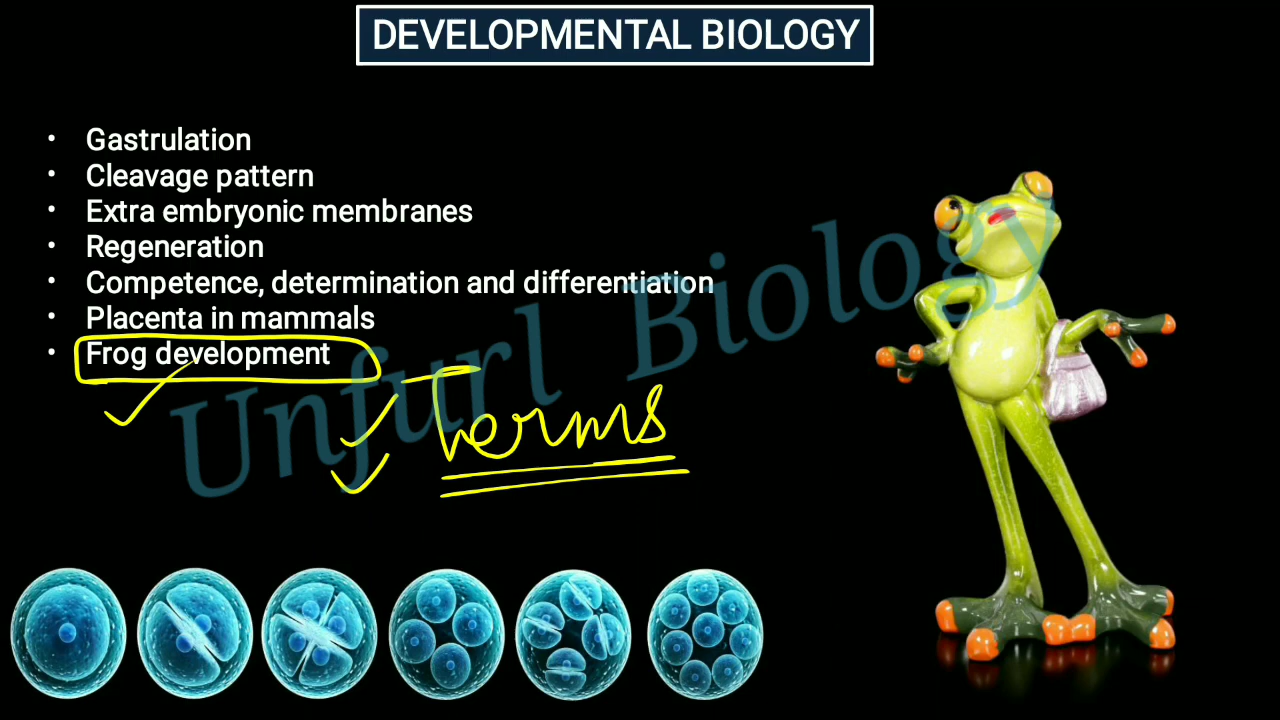 DEVELOPMENTAL BIOLOGY
• Gastrulation
• Cleavage pattern
• Extra embryonic membranes
• Regeneration
• Competence, determination and differentiation
• Placenta in mammals
• Frog development
Terms
Unfurl Biology